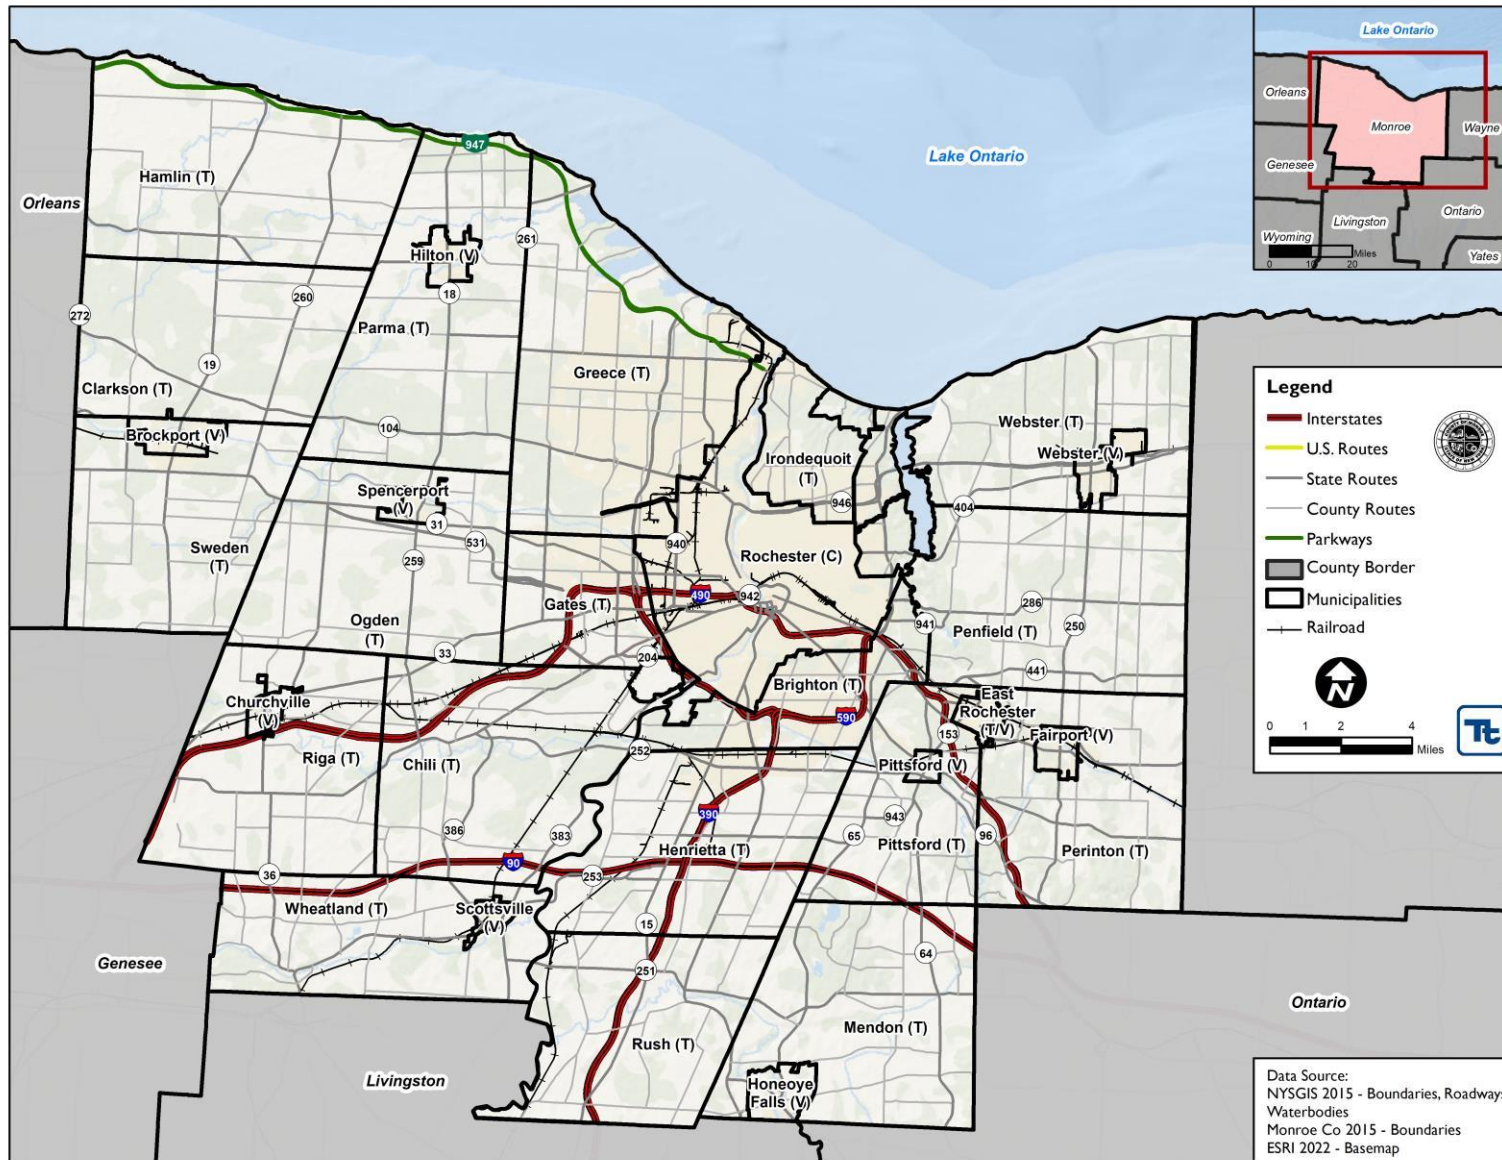 Lake Ontario
Orleans
Monroe
Wayne
Genesee
Livingston
Ontario
Wyoming
Yates
0 10 20 Miles
Lake Ontario
947
Hamlin (T)
Orleans
261
Hilton (V)
18
260
272
Parma (T)
19
Greece (T)
Clarkson (T)
104
Brockport (V)
Webster (T)
Webster (V)
Irondequoit
(T)
946
404
Spencerport
(V)
31
531
259
Sweden
(T)
940
Rochester (C)
490
942
Gates (T)
286
250
941
Penfield (T)
Ogden
(T)
33
204
441
Brighton (T)
590
Churchville
(V)
East
Rochester
(T/V)
153
Fairport (V)
252
Riga (T)
Chili (T)
Pittsford (V)
390
386
383
943
65
96
Henrietta (T)
Pittsford (T)
Perinton (T)
90
36
253
Wheatland (T)
Scottsville
(V)
15
Genesee
251
64
Ontario
Mendon (T)
Rush (T)
Livingston
Honeoye
Falls (V)
Legend
Interstates
U.S. Routes
State Routes
County Routes
Parkways
County Border
Municipalities
Railroad
N
0 1 2 4
Miles
Tt
Data Source:
NYSGIS 2015 - Boundaries, Roadways
Waterbodies
Monroe Co 2015 - Boundaries
ESRI 2022 - Basemap